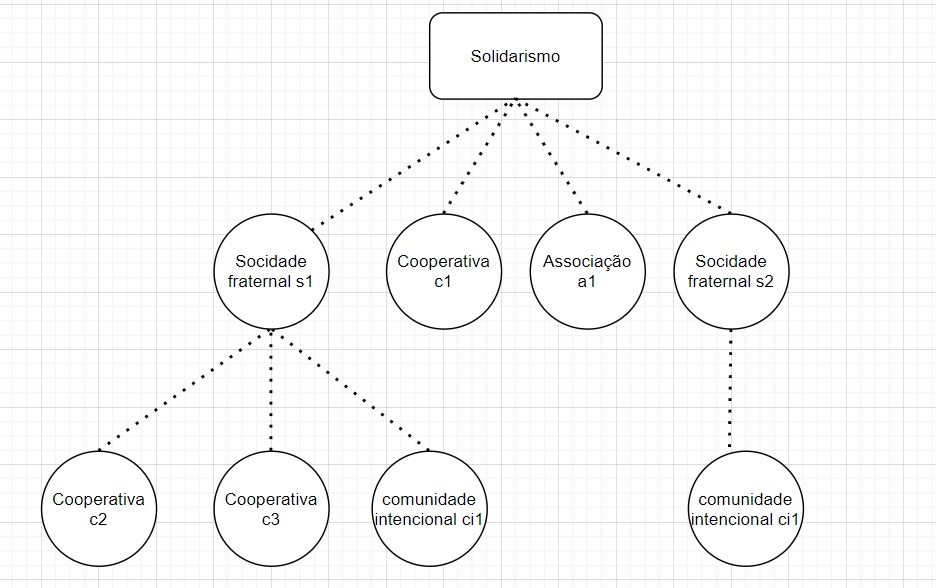 Solidarismo
Socidade
fraternal s1
Cooperativa
c1
Associação
a1
Socidade
fraternal s2
Cooperativa
c2
Cooperativa
c3
comunidade
intencional ci1
comunidade
intencional ci1